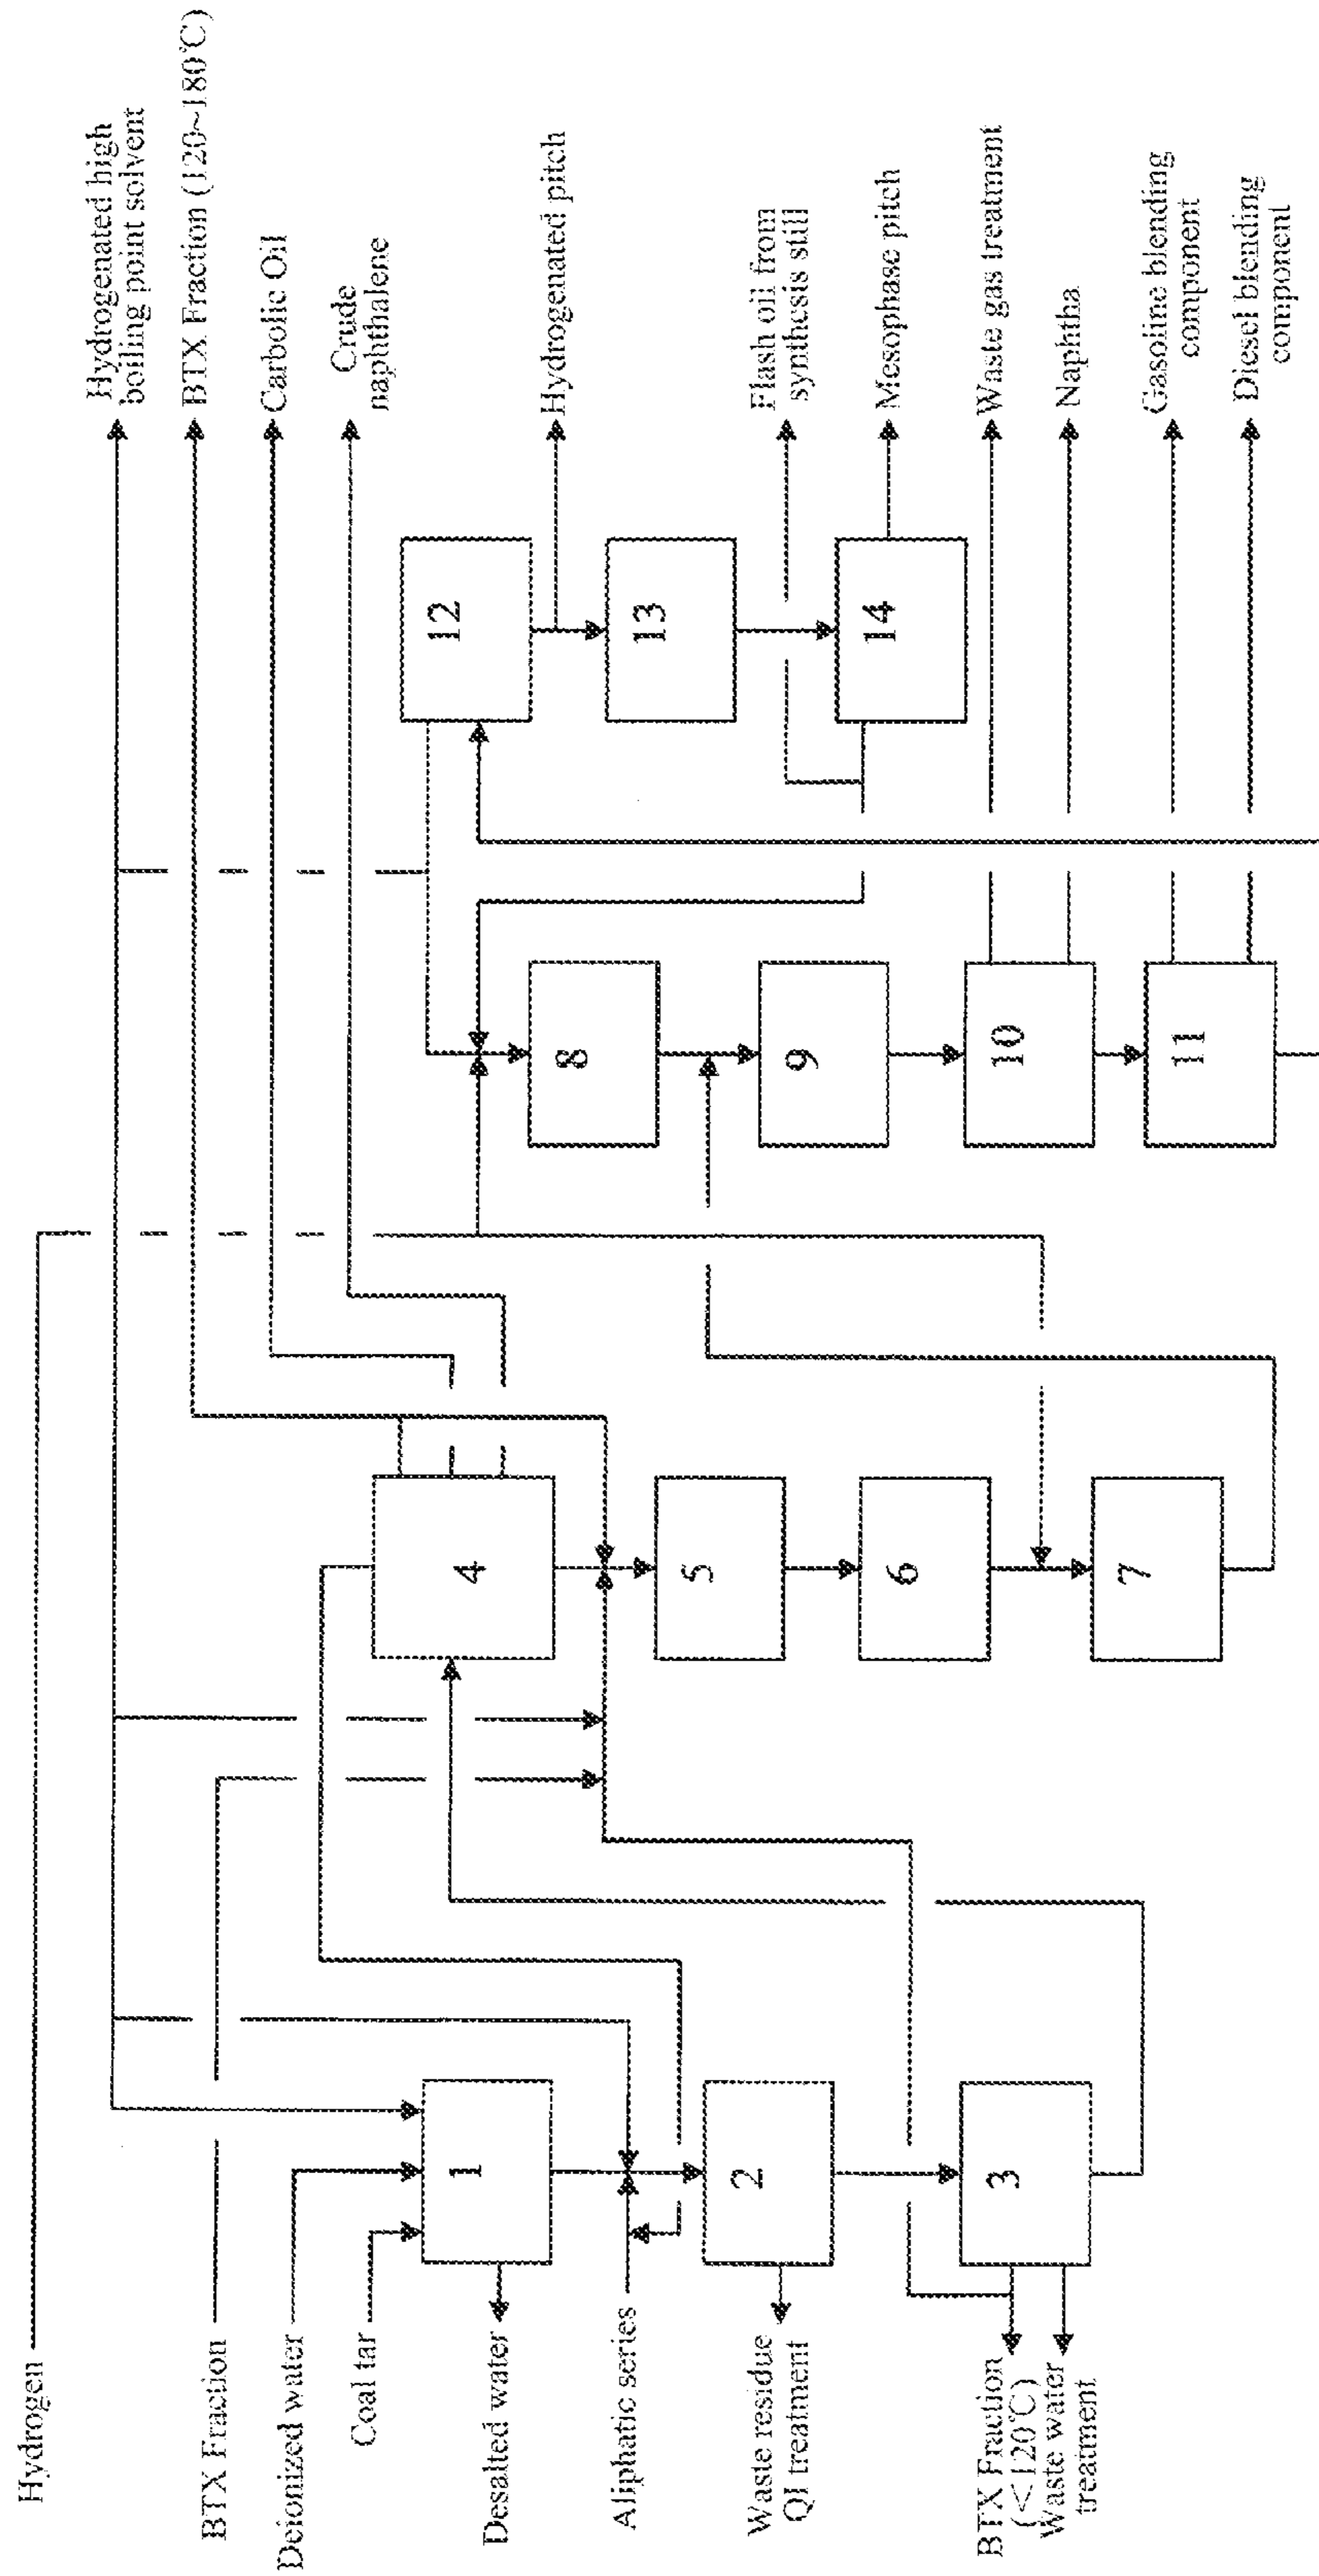 Hydrogen
BTX Fraction
Deionized water
Coal tar
Desalted water
Aliphatic series
Waste residue
QI treatment
BTX Fraction
(<120℃)
Waste water
treatment
1
2
3
4
5
6
7
8
9
10
11
12
13
14
Hydrogenated high
boiling point solvent
BTX Fraction (120~180℃)
Carbolic Oil
Crude
naphthalene
Hydrogenated pitch
Flash oil from
synthesis still
Mesophase pitch
Waste gas treatment
Naphtha
Gasoline blending
component
Diesel blending
component